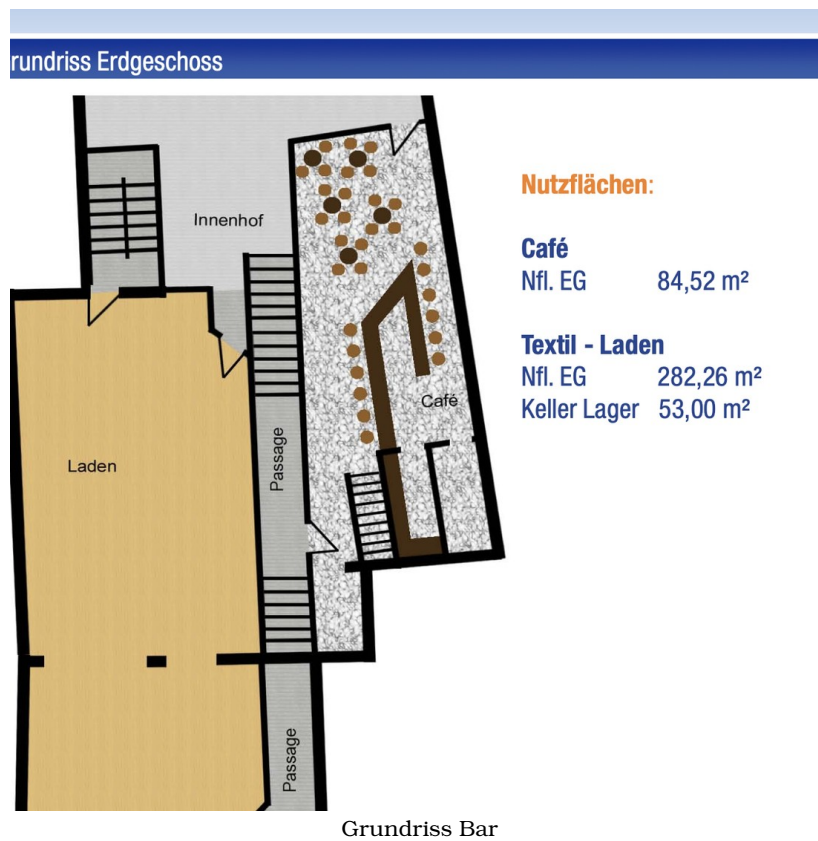 rundriss Erdgeschoss
Innenhof
Nutzflächen:
Café
Nfl. EG 84,52 m²
Textil - Laden
Nfl. EG 282,26 m²
Keller Lager 53,00 m²
Café
Passage
Laden
Passage
Grundriss Bar